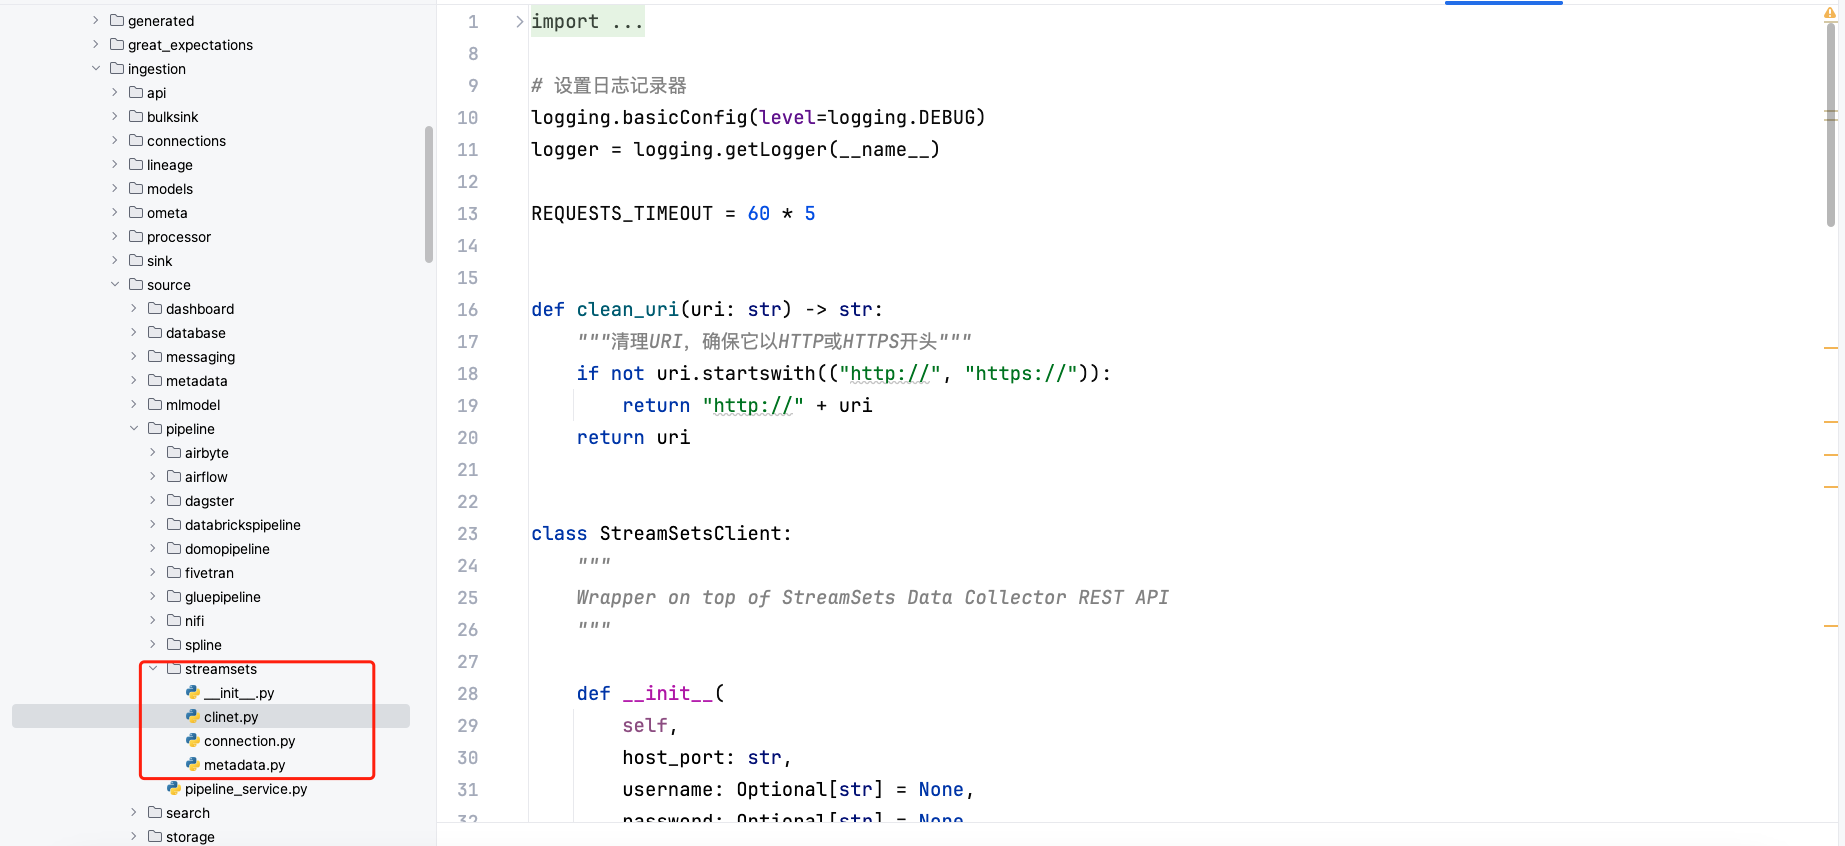 generated
great_expectations
ingestion
api
bulksink
connections
lineage
models
ometa
processor
sink
source
dashboard
database
messaging
metadata
mlmodel
pipeline
airbyte
airflow
dagster
databrickspipeline
domopipeline
fivetran
gluepipeline
nifi
spline
streamsets
__init__.py
clinet.py
connection.py
metadata.py
pipeline_service.py
search
storage
1 import ...
8
9 # 设置日志记录器
10 logging.basicConfig(level=logging.DEBUG)
11 logger = logging.getLogger(__name__)
12
13 REQUESTS_TIMEOUT = 60 * 5
14
15
16 def clean_uri(uri: str) -> str:
17 """清理URI, 确保它以HTTP或HTTPS开头"""
18 if not uri.startswith(("http://", "https://")):
19 return "http://" + uri
20 return uri
21
22
23 class StreamSetsClient:
24 """
25 Wrapper on top of StreamSets Data Collector REST API
26 """
27
28 def __init__(
29 self,
30 host_port: str,
31 username: Optional[str] = None,
32 password: Optional[str] = None